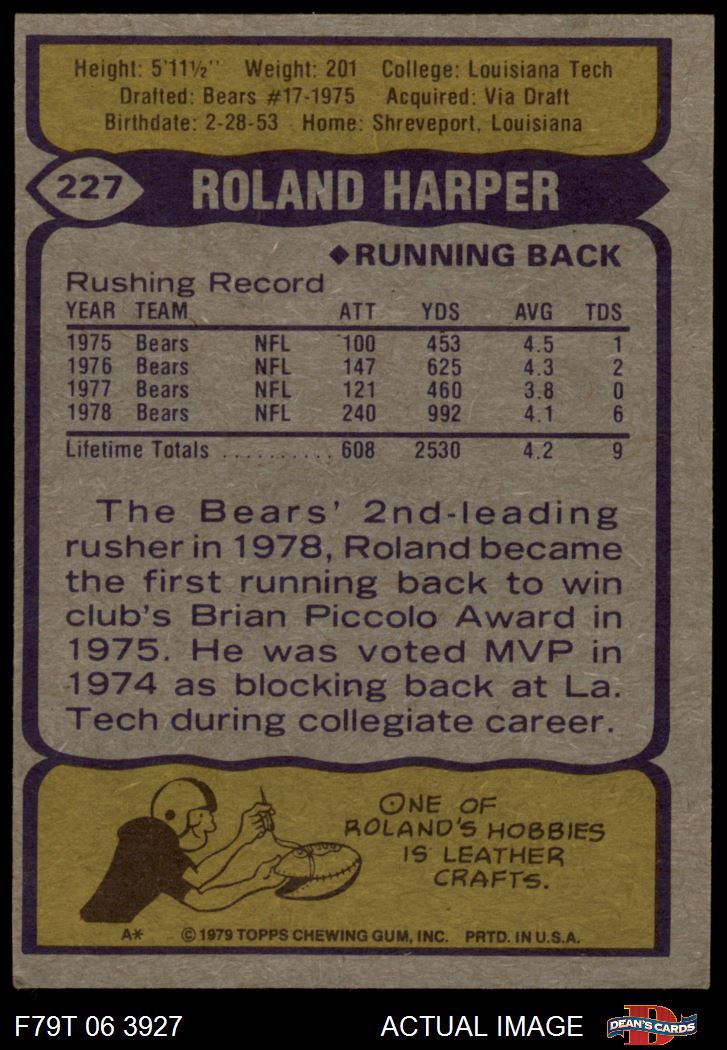 Height: 5'11½" Weight: 201 College: Louisiana Tech
Drafted: Bears #17-1975 Acquired: Via Draft
Birthdate: 2-28-53 Home: Shreveport, Louisiana
227 ROLAND HARPER
◆RUNNING BACK
Rushing Record
YEAR TEAM ATT YDS AVG TDS
1975 Bears NFL 100 453 4.5 1
1976 Bears NFL 147 625 4.3 2
1977 Bears NFL 121 460 3.8 0
1978 Bears NFL 240 992 4.1 6
Lifetime Totals .......... 608 2530 4.2 9
The Bears' 2nd-leading
rusher in 1978, Roland became
the first running back to win
club's Brian Piccolo Award in
1975. He was voted MVP in
1974 as blocking back at La.
Tech during collegiate career.
ONE OF
ROLAND'S HOBBIES
IS LEATHER
CRAFTS.
A* © 1979 TOPPS CHEWING GUM, INC. PRTD. IN U.S.A.
F79T 06 3927 ACTUAL IMAGE D DEAN'S CARDS